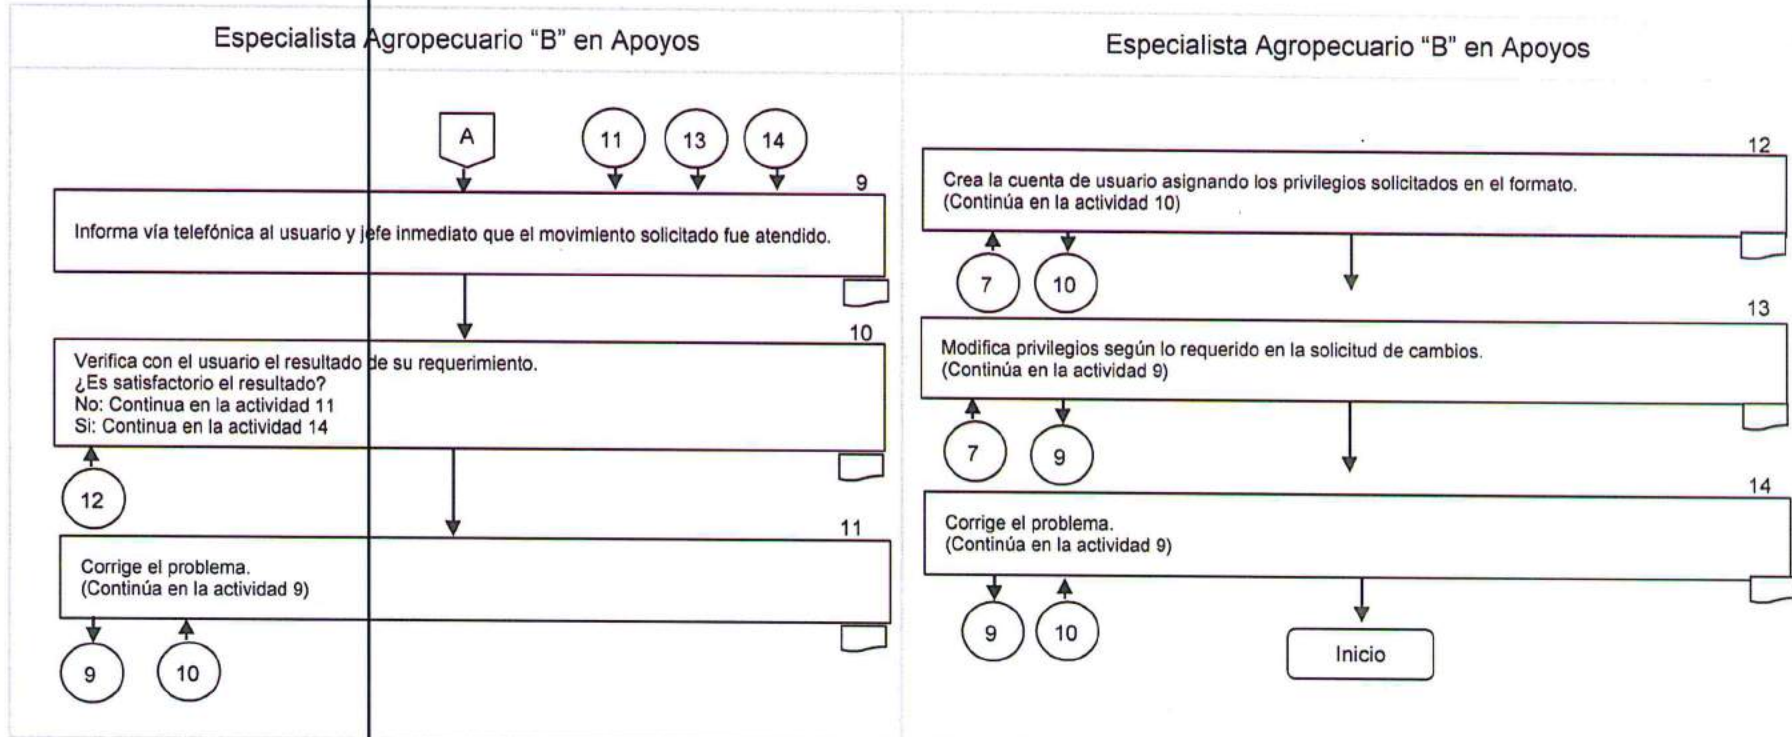 Especialista Agropecuario “B” en Apoyos
A
11
13
14
9
Informa vía telefónica al usuario y jefe inmediato que el movimiento solicitado fue atendido.
10
Verifica con el usuario el resultado de su requerimiento.
¿Es satisfactorio el resultado?
No: Continua en la actividad 11
Si: Continua en la actividad 14
12
11
Corrige el problema.
(Continúa en la actividad 9)
9
10
Especialista Agropecuario “B” en Apoyos
12
Crea la cuenta de usuario asignando los privilegios solicitados en el formato.
(Continúa en la actividad 10)
7
10
13
Modifica privilegios según lo requerido en la solicitud de cambios.
(Continúa en la actividad 9)
7
9
14
Corrige el problema.
(Continúa en la actividad 9)
9
10
Inicio